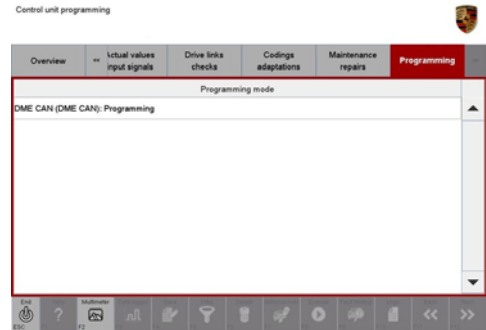 Control unit programming
Overview
Actual values
input signals
Drive links
checks
Codings
adaptations
Maintenance
repairs
Programming
Programming mode
DME CAN (DME CAN): Programming
End
ESC
?
Multimeter
F2
<<
>>